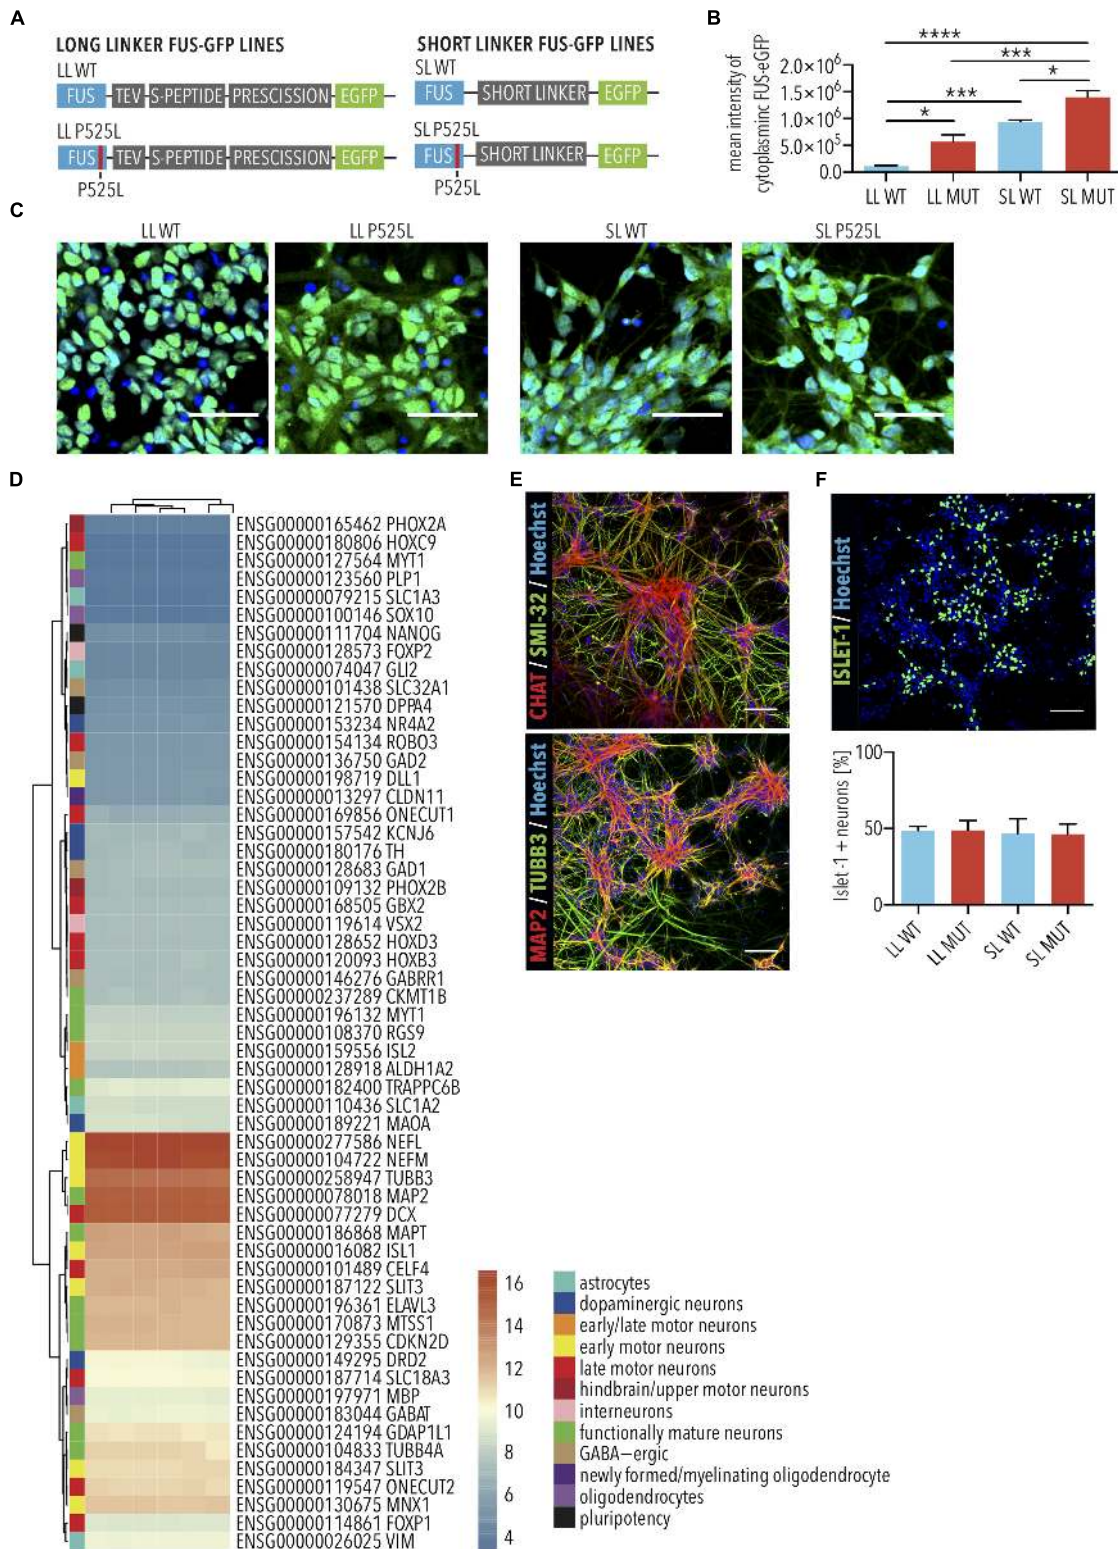 A
LONG LINKER FUS-GFP LINES
LL WT
FUS TEV S-PEPTIDE PRESCISSION EGFP
LL P525L
FUS TEV S-PEPTIDE PRESCISSION EGFP
P525L
SHORT LINKER FUS-GFP LINES
SL WT
FUS SHORT LINKER EGFP
SL P525L
FUS SHORT LINKER EGFP
P525L
B
mean intensity of
cytoplasminc FUS-eGFP
2.0×10⁶
1.5×10⁶
1.0×10⁶
5.0×10⁵
0.0
****
***
*
***
*
LL WT LL MUT SL WT SL MUT
C
LL WT LL P525L SL WT SL P525L
D
ENSG00000165462 PHOX2A
ENSG00000180806 HOXC9
ENSG00000127564 MYT1
ENSG00000123560 PLP1
ENSG00000079215 SLC1A3
ENSG00000100146 SOX10
ENSG00000111704 NANOG
ENSG00000128573 FOXP2
ENSG00000074047 GLI2
ENSG00000101438 SLC32A1
ENSG00000121570 DPPA4
ENSG00000153234 NR4A2
ENSG00000154134 ROBO3
ENSG00000136750 GAD2
ENSG00000198719 DLL1
ENSG00000013297 CLDN11
ENSG00000169856 ONECUT1
ENSG00000157542 KCNJ6
ENSG00000180176 TH
ENSG00000128683 GAD1
ENSG00000109132 PHOX2B
ENSG00000168505 GBX2
ENSG00000119614 VSX2
ENSG00000128652 HOXD3
ENSG00000120093 HOXB3
ENSG00000146276 GABRR1
ENSG00000237289 CKMT1B
ENSG00000196132 MYT1
ENSG00000108370 RGS9
ENSG00000159556 ISL2
ENSG00000128918 ALDH1A2
ENSG00000182400 TRAPPC6B
ENSG00000110436 SLC1A2
ENSG00000189221 MAOA
ENSG00000277586 NEFL
ENSG00000104722 NEFM
ENSG00000258947 TUBB3
ENSG00000078018 MAP2
ENSG00000077279 DCX
ENSG00000186868 MAPT
ENSG00000016082 ISL1
ENSG00000101489 CELF4
ENSG00000187122 SLIT3
ENSG00000196361 ELAVL3
ENSG00000170873 MTSS1
ENSG00000129355 CDKN2D
ENSG00000149295 DRD2
ENSG00000187714 SLC18A3
ENSG00000197971 MBP
ENSG00000183044 GABAT
ENSG00000124194 GDAP1L1
ENSG00000104833 TUBB4A
ENSG00000184347 SLIT3
ENSG00000119547 ONECUT2
ENSG00000130675 MNX1
ENSG00000114861 FOXP1
ENSG00000026025 VIM
16
14
12
10
8
6
4
astrocytes
dopaminergic neurons
early/late motor neurons
early motor neurons
late motor neurons
hindbrain/upper motor neurons
interneurons
functionally mature neurons
GABA−ergic
newly formed/myelinating oligodendrocyte
oligodendrocytes
pluripotency
E
CHAT / SMI-32 / Hoechst
MAP2 / TUBB3 / Hoechst
F
ISLET-1 / Hoechst
Islet -1 + neurons [%]
100
50
0
LL WT
LL MUT
SL WT
SL MUT